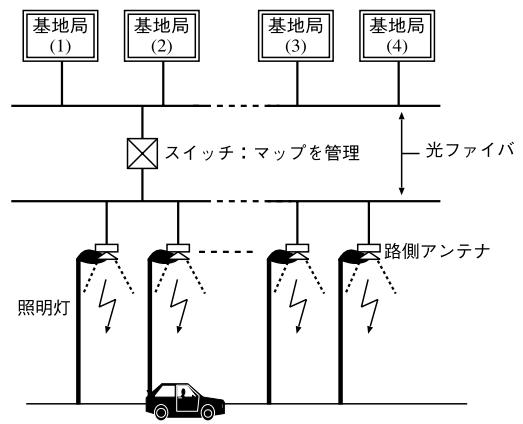 基地局
(1)
基地局
(2)
基地局
(3)
基地局
(4)
スイッチ：マップを管理
光ファイバ
路側アンテナ
照明灯